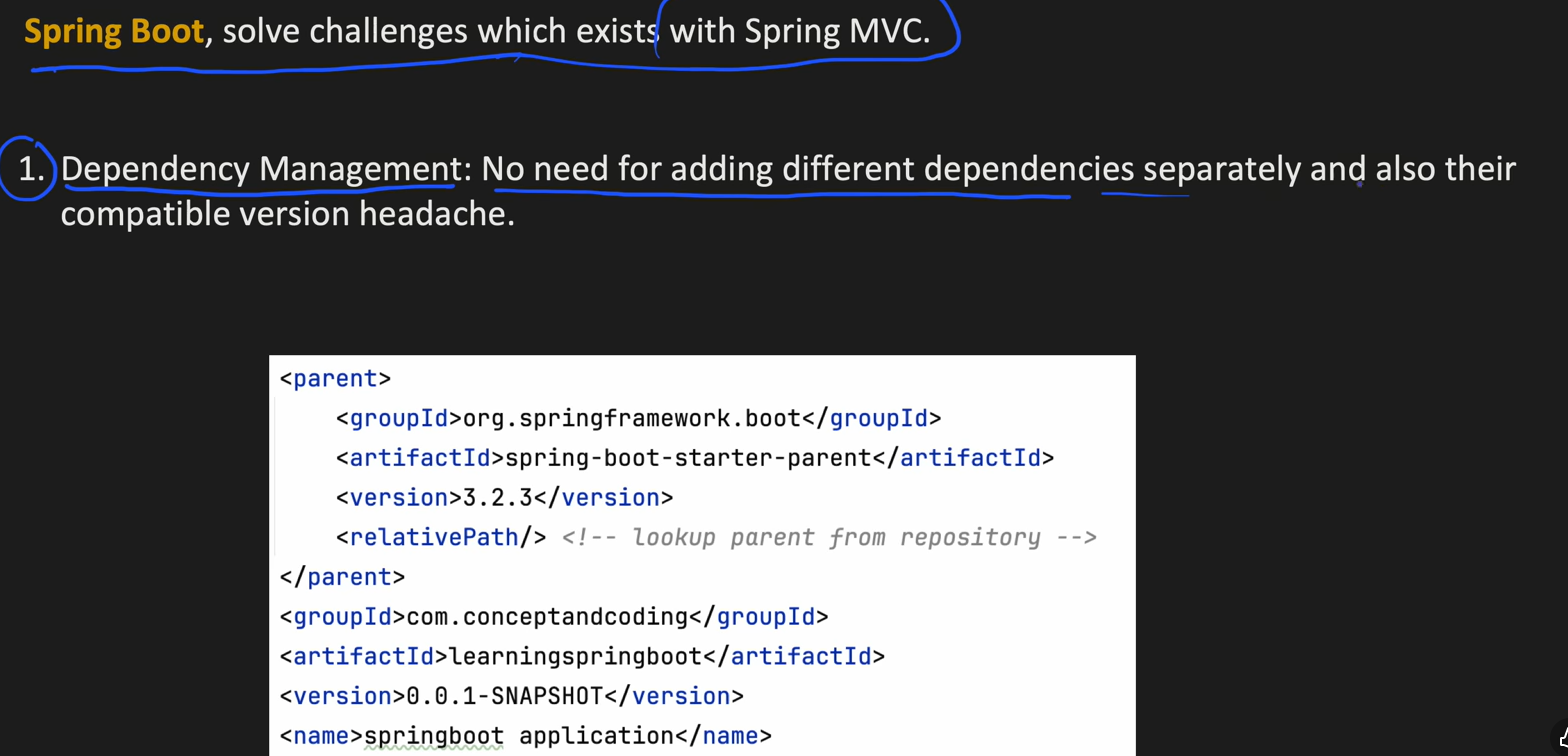 Spring Boot, solve challenges which exists with Spring MVC.
1. Dependency Management: No need for adding different dependencies separately and also their
compatible version headache.
<parent>
<groupId>org.springframework.boot</groupId>
<artifactId>spring-boot-starter-parent</artifactId>
<version>3.2.3</version>
<relativePath/> <!-- lookup parent from repository -->
</parent>
<groupId>com.conceptandcoding</groupId>
<artifactId>learningspringboot</artifactId>
<version>0.0.1-SNAPSHOT</version>
<name>springboot application</name>